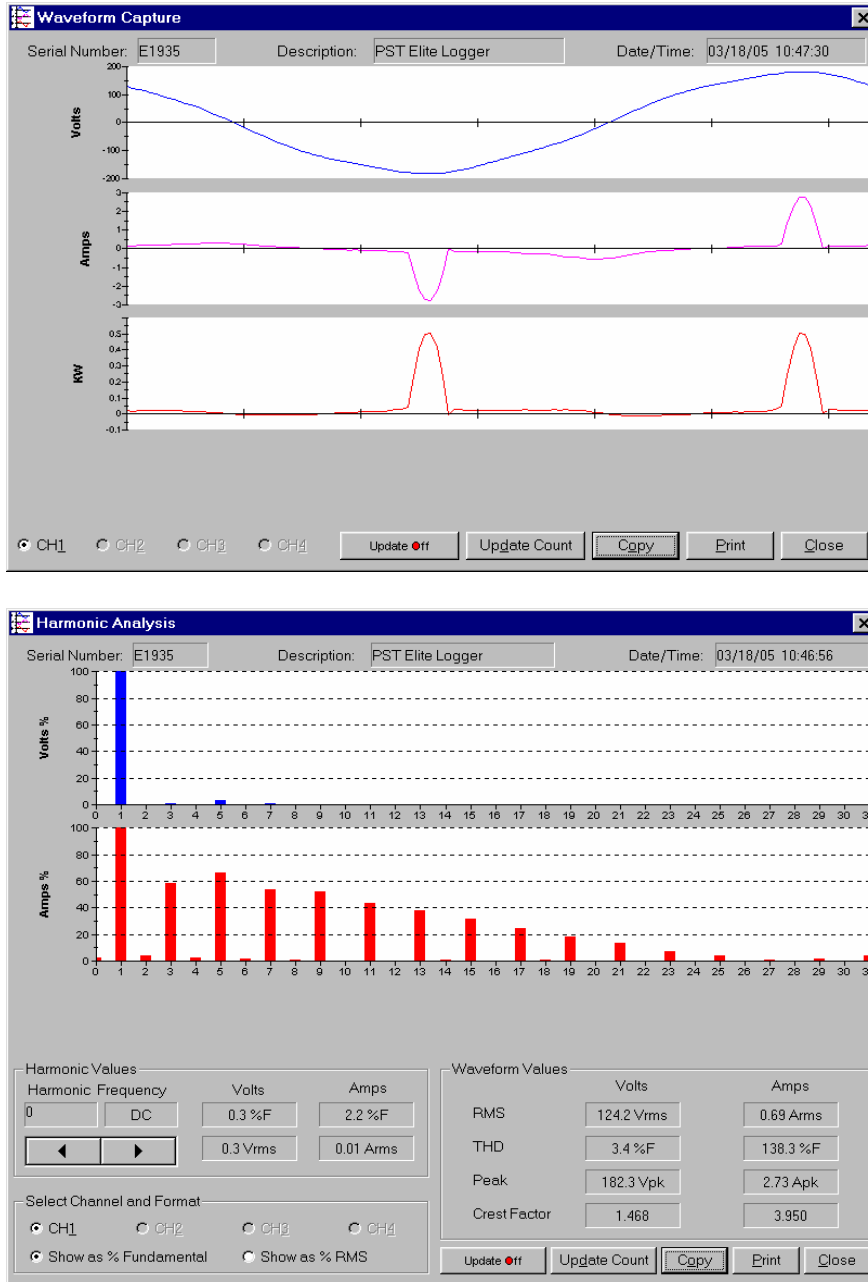 Waveform Capture
Serial Number: E1935 Description: PST Elite Logger Date/Time: 03/18/05 10:47:30
200
100
0
-100
-200
Volts
3
2
1
0
-1
-2
-3
Amps
0.5
0.4
0.3
0.2
0.1
0
-0.1
KW
CH1 CH2 CH3 CH4 Update Off Update Count Copy Print Close
Harmonic Analysis
Serial Number: E1935 Description: PST Elite Logger Date/Time: 03/18/05 10:46:56
100
80
60
40
20
0
Volts %
0 1 2 3 4 5 6 7 8 9 10 11 12 13 14 15 16 17 18 19 20 21 22 23 24 25 26 27 28 29 30
100
80
60
40
20
0
Amps %
0 1 2 3 4 5 6 7 8 9 10 11 12 13 14 15 16 17 18 19 20 21 22 23 24 25 26 27 28 29 30
Harmonic Values
Harmonic Frequency Volts Amps
0 DC 0.3 %F 2.2 %F
0.3 Vrms 0.01 Arms
Select Channel and Format
CH1 CH2 CH3 CH4
Show as % Fundamental Show as % RMS
Waveform Values
Volts Amps
RMS 124.2 Vrms 0.69 Arms
THD 3.4 %F 138.3 %F
Peak 182.3 Vpk 2.73 Apk
Crest Factor 1.468 3.950
Update Off Update Count Copy Print Close